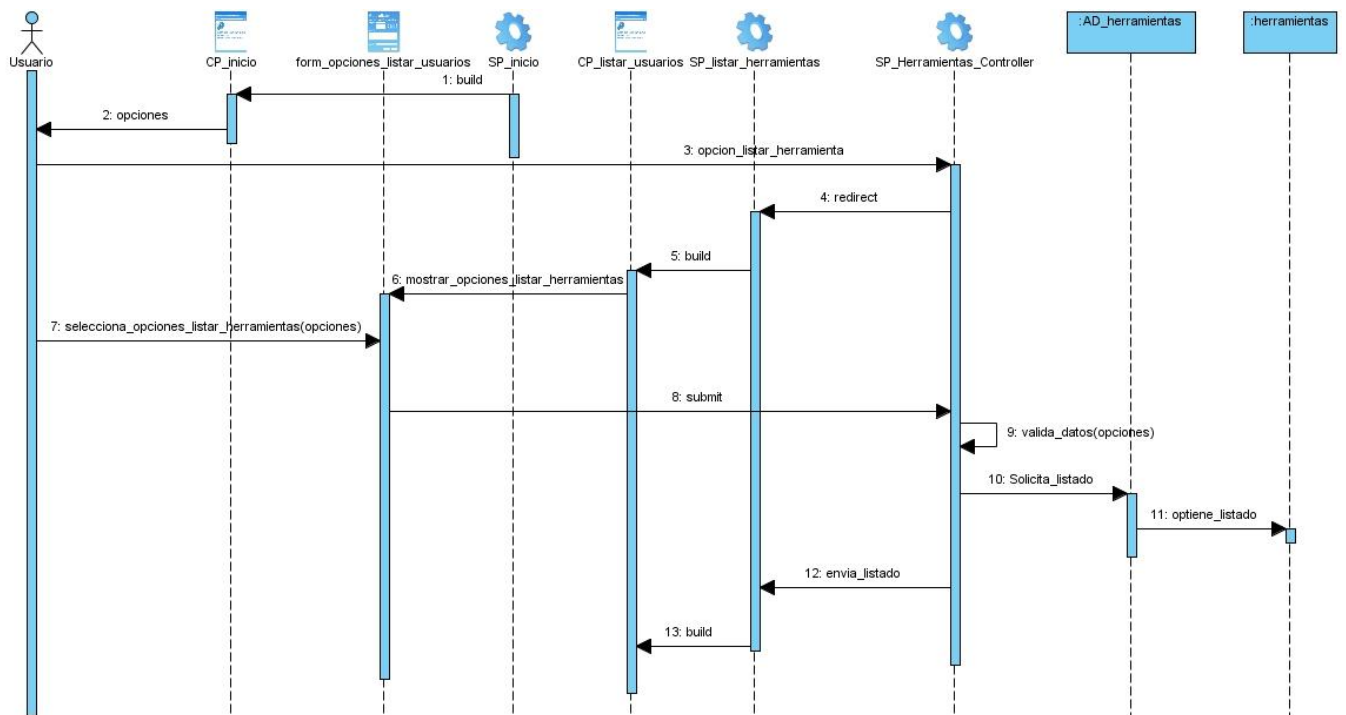 :AD_herramientas
:herramientas
Usuario
CP_inicio
form_opciones_listar_usuarios
SP_inicio
CP_listar_usuarios
SP_listar_herramientas
SP_Herramientas_Controller
1: build
2: opciones
3: opcion_listar_herramienta
4: redirect
5: build
6: mostrar_opciones_listar_herramientas
7: selecciona_opciones_listar_herramientas(opciones)
8: submit
9: valida_datos(opciones)
10: Solicita_listado
11: optiene_listado
12: envia_listado
13: build